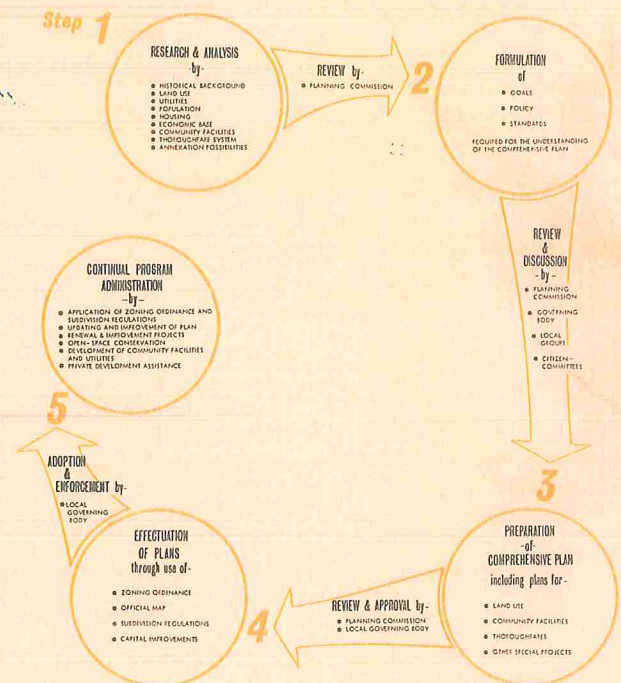 Step 1
RESEARCH & ANALYSIS
-by-
HISTORICAL BACKGROUND
LAND USE
UTILITIES
POPULATION
HOUSING
ECONOMIC BASE
COMMUNITY FACILITIES
THOROUGHFARE SYSTEM
ANNEXATION POSSIBILITIES
REVIEW by-
PLANNING COMMISSION
2
FORMULATION
of
GOALS
POLICY
STANDARDS
REQUIRED FOR THE UNDERSTANDING
OF THE COMPREHENSIVE PLAN
REVIEW
&
DISCUSSION
-by-
PLANNING
COMMISSION
GOVERNING
BODY
LOCAL
GROUPS
CITIZEN-
COMMITTEES
3
PREPARATION
-of-
COMPREHENSIVE PLAN
including plans for-
LAND USE
COMMUNITY FACILITIES
THOROUGHFARES
OTHER SPECIAL PROJECTS
REVIEW & APPROVAL by-
PLANNING COMMISSION
LOCAL GOVERNING BODY
4
EFFECTUATION
OF PLANS
through use of-
ZONING ORDINANCE
OFFICIAL MAP
SUBDIVISION REGULATIONS
CAPITAL IMPROVEMENTS
ADOPTION
&
ENFORCEMENT by-
LOCAL
GOVERNING
BODY
5
CONTINUAL PROGRAM
ADMINISTRATION
-by-
APPLICATION OF ZONING ORDINANCE AND
SUBDIVISION REGULATIONS
UPDATING AND IMPROVEMENT OF PLAN
RENEWAL & IMPROVEMENT PROJECTS
OPEN-SPACE CONSERVATION
DEVELOPMENT OF COMMUNITY FACILITIES
AND UTILITIES
PRIVATE DEVELOPMENT ASSISTANCE